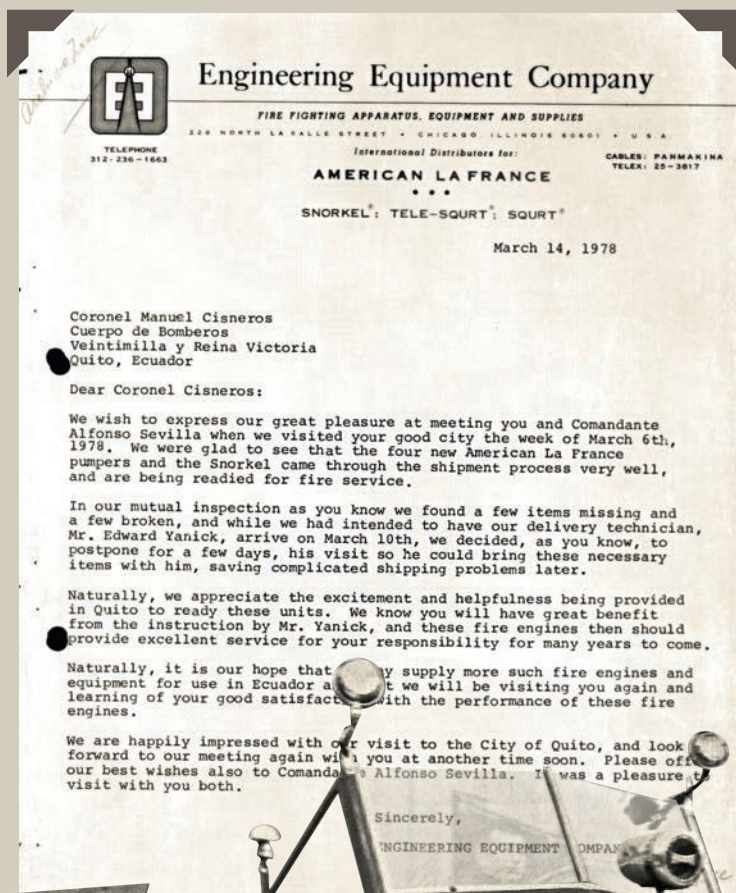 Engineering Equipment Company
FIRE FIGHTING APPARATUS, EQUIPMENT AND SUPPLIES
228 NORTH LA SALLE STREET • CHICAGO, ILLINOIS 60601 • U.S.A.
TELEPHONE
312-236-1663
International Distributors for:
CABLES: PANMAKINA
TELEX: 25-3817
AMERICAN LAFRANCE
SNORKEL®; TELE-SQURT®; SQURT®
March 14, 1978
Coronel Manuel Cisneros
Cuerpo de Bomberos
Veintimilla y Reina Victoria
Quito, Ecuador
Dear Coronel Cisneros:
We wish to express our great pleasure at meeting you and Comandante
Alfonso Sevilla when we visited your good city the week of March 6th,
1978. We were glad to see that the four new American La France
pumpers and the Snorkel came through the shipment process very well,
and are being readied for fire service.
In our mutual inspection as you know we found a few items missing and
a few broken, and while we had intended to have our delivery technician,
Mr. Edward Yanick, arrive on March 10th, we decided, as you know, to
postpone for a few days, his visit so he could bring these necessary
items with him, saving complicated shipping problems later.
Naturally, we appreciate the excitement and helpfulness being provided
in Quito to ready these units. We know you will have great benefit
from the instruction by Mr. Yanick, and these fire engines then should
provide excellent service for your responsibility for many years to come.
Naturally, it is our hope that supply more such fire engines and
equipment for use in Ecuador we will be visiting you again and
learning of your good with the performance of these fire
engines.
We are happily impressed with our visit to the City of Quito, and look
forward to our meeting again with you at another time soon. Please
our best wishes also to Alfonso Sevilla. It was a pleasure to
visit with you both.
Sincerely,
ENGINEERING EQUIPMENT COMPAN